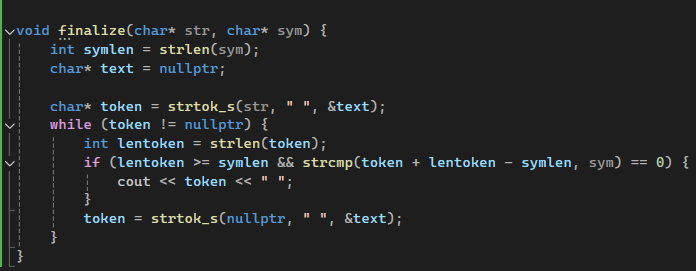 void finalize(char* str, char* sym) {
    int symlen = strlen(sym);
    char* text = nullptr;

    char* token = strtok_s(str, " ", &text);
    while (token != nullptr) {
        int lentoken = strlen(token);
        if (lentoken >= symlen && strcmp(token + lentoken - symlen, sym) == 0) {
            cout << token << " ";
        }
        token = strtok_s(nullptr, " ", &text);
    }
}